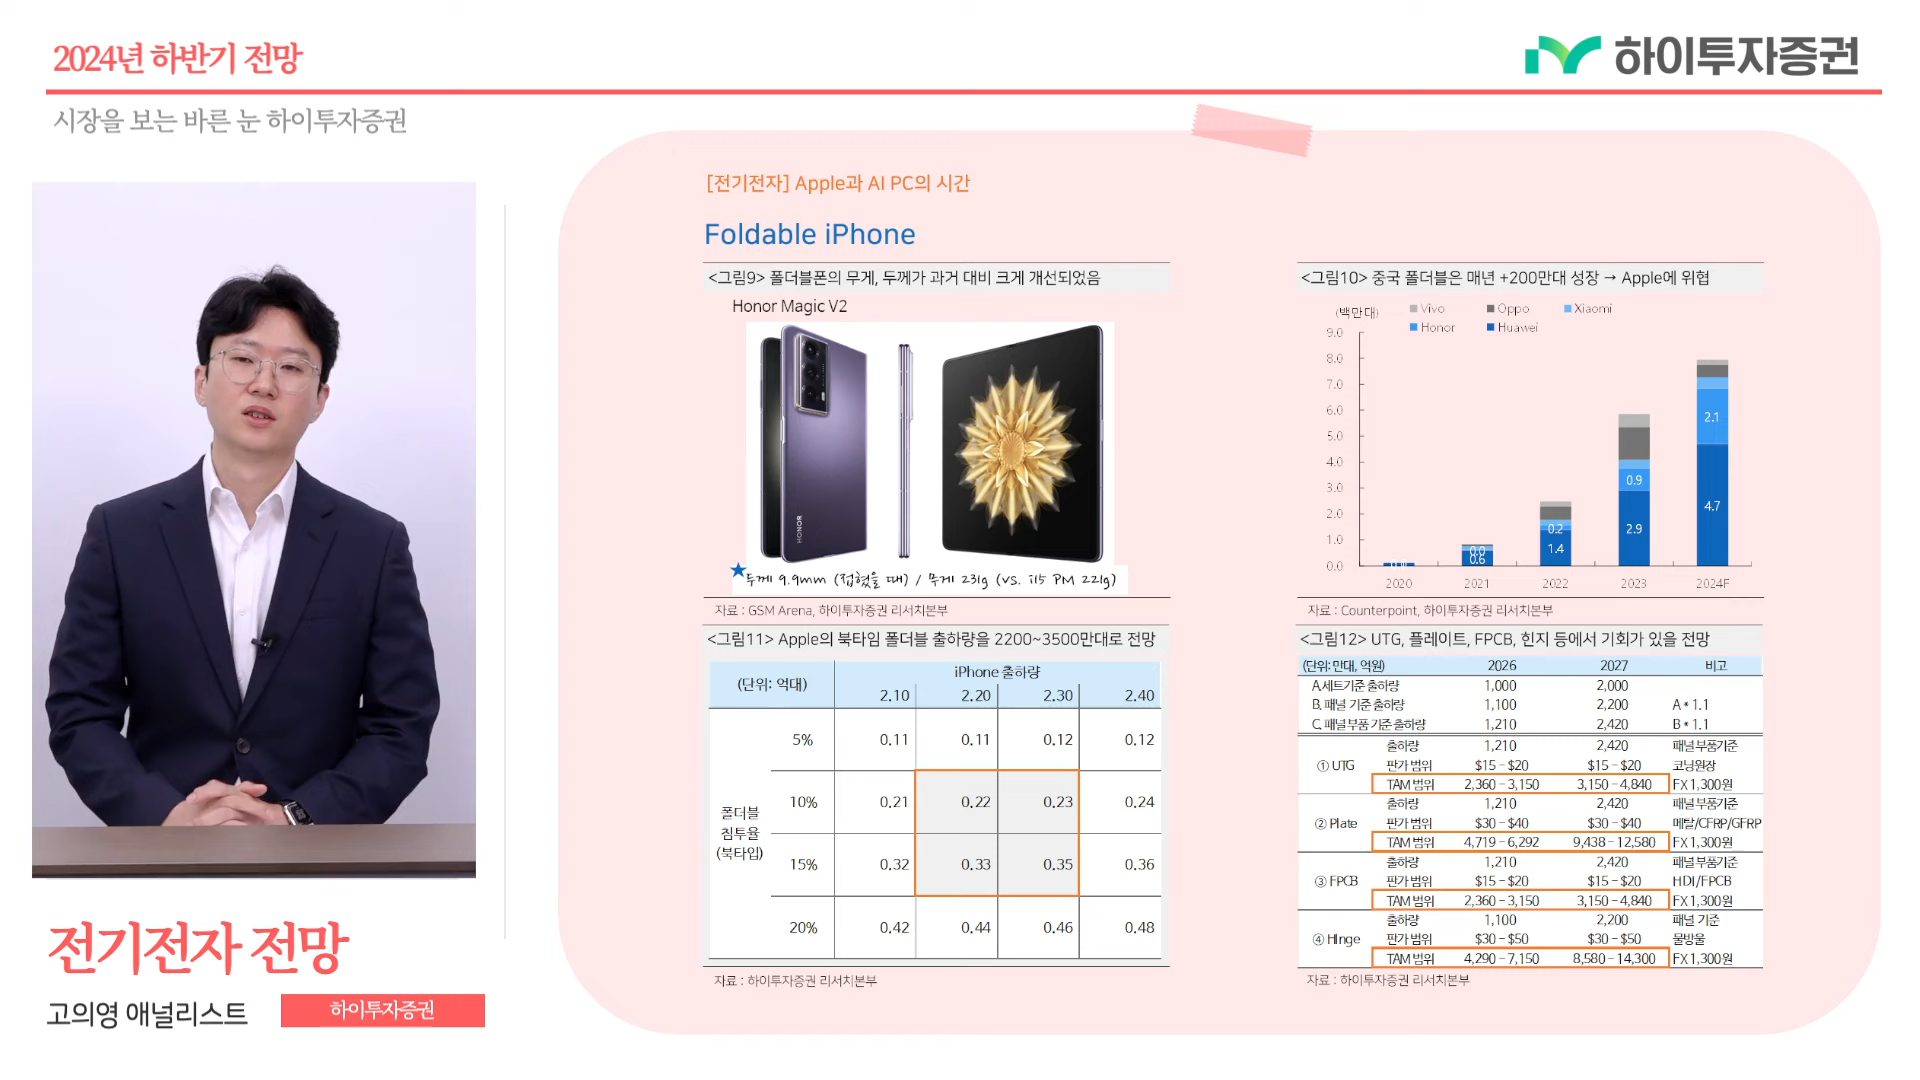 2024년 하반기 전망
하이투자증권
시장을 보는 바른 눈 하이투자증권
[전기전자] Apple과 AI PC의 시간
Foldable iPhone
<그림9> 폴더블폰의 무게, 두께가 과거 대비 크게 개선되었음
Honor Magic V2
HONOR
★두께 9.9mm (접혔을 때) / 무게 231g (vs. i15 PM 221g)
자료 : GSM Arena, 하이투자증권 리서치본부
<그림10> 중국 폴더블은 매년 +200만대 성장 → Apple에 위협
(백만대)
Vivo Oppo Xiaomi
Honor Huawei
9.0
8.0
7.0
6.0
5.0
4.0
3.0
2.0
1.0
0.0
0.0
0.6
0.2
1.4
0.9
2.9
2.1
4.7
2020 2021 2022 2023 2024F
자료 : Counterpoint, 하이투자증권 리서치본부
<그림11> Apple의 북타임 폴더블 출하량을 2200~3500만대로 전망
(단위: 억대) iPhone 출하량
2.10 2.20 2.30 2.40
폴더블
침투율
(북타입)
5% 0.11 0.11 0.12 0.12
10% 0.21 0.22 0.23 0.24
15% 0.32 0.33 0.35 0.36
20% 0.42 0.44 0.46 0.48
자료 : 하이투자증권 리서치본부
<그림12> UTG, 플레이트, FPCB, 힌지 등에서 기회가 있을 전망
(단위: 만대, 억원) 2026 2027 비고
A.세트기준 출하량 1,000 2,000
B. 패널 기준 출하량 1,100 2,200 A * 1.1
C. 패널 부품 기준 출하량 1,210 2,420 B * 1.1
① UTG
출하량 1,210 2,420 패널 부품기준
판가 범위 $15 – $20 $15 – $20 코닝원장
TAM 범위 2,360 – 3,150 3,150 – 4,840 FX 1,300원
② Plate
출하량 1,210 2,420 패널 부품기준
판가 범위 $30 – $40 $30 – $40 메탈/CFRP/GFRP
TAM 범위 4,719 – 6,292 9,438 – 12,580 FX 1,300원
③ FPCB
출하량 1,210 2,420 패널 부품기준
판가 범위 $15 – $20 $15 – $20 HDI/FPCB
TAM 범위 2,360 – 3,150 3,150 – 4,840 FX 1,300원
④ HInge
출하량 1,100 2,200 패널 기준
판가 범위 $30 – $50 $30 – $50 물방울
TAM 범위 4,290 – 7,150 8,580 – 14,300 FX 1,300원
자료 : 하이투자증권 리서치본부
전기전자 전망
고의영 애널리스트
하이투자증권